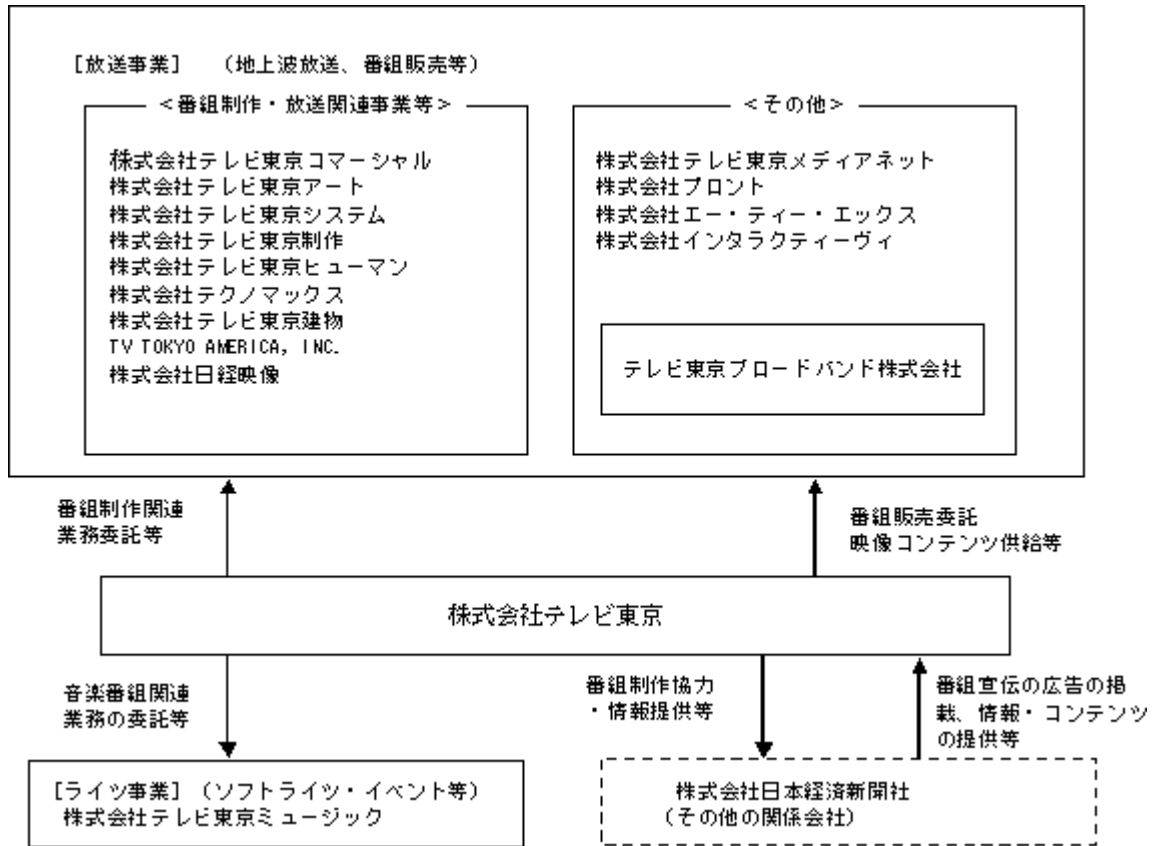 ［放送事業］　（地上波放送、番組販売等）
＜番組制作・放送関連事業等＞
株式会社テレビ東京コマーシャル
株式会社テレビ東京アート
株式会社テレビ東京システム
株式会社テレビ東京制作
株式会社テレビ東京ヒューマン
株式会社テクノマックス
株式会社テレビ東京建物
TV TOKYO AMERICA, INC.
株式会社日経映像
＜その他＞
株式会社テレビ東京メディアネット
株式会社プロント
株式会社エー・ティー・エックス
株式会社インタラクティーヴィ
テレビ東京ブロードバンド株式会社
番組制作関連
業務委託等
番組販売委託
映像コンテンツ供給等
株式会社テレビ東京
音楽番組関連
業務の委託等
番組制作協力
・情報提供等
番組宣伝の広告の掲
載、情報・コンテンツ
の提供等
［ライツ事業］（ソフトライツ・イベント等）
株式会社テレビ東京ミュージック
株式会社日本経済新聞社
（その他の関係会社）